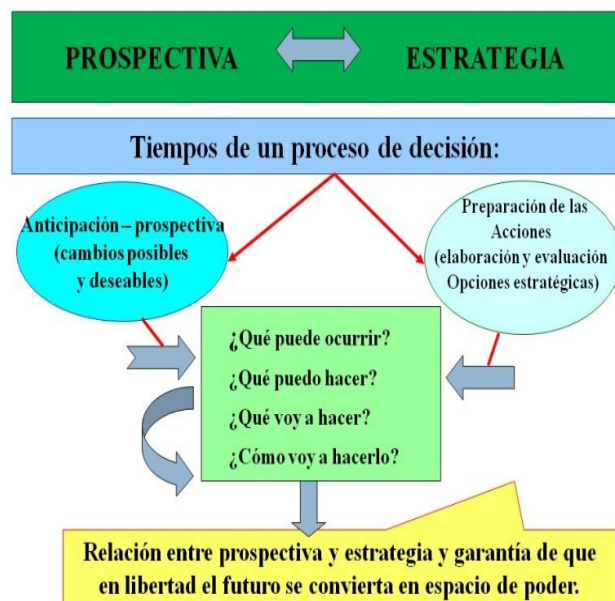 PROSPECTIVA
ESTRATEGIA
Tiempos de un proceso de decisión:
Anticipación – prospectiva
(cambios posibles
y deseables)
Preparación de las
Acciones
(elaboración y evaluación
Opciones estratégicas)
¿Qué puede ocurrir?
¿Qué puedo hacer?
¿Qué voy a hacer?
¿Cómo voy a hacerlo?
Relación entre prospectiva y estrategia y garantía de que
en libertad el futuro se convierta en espacio de poder.